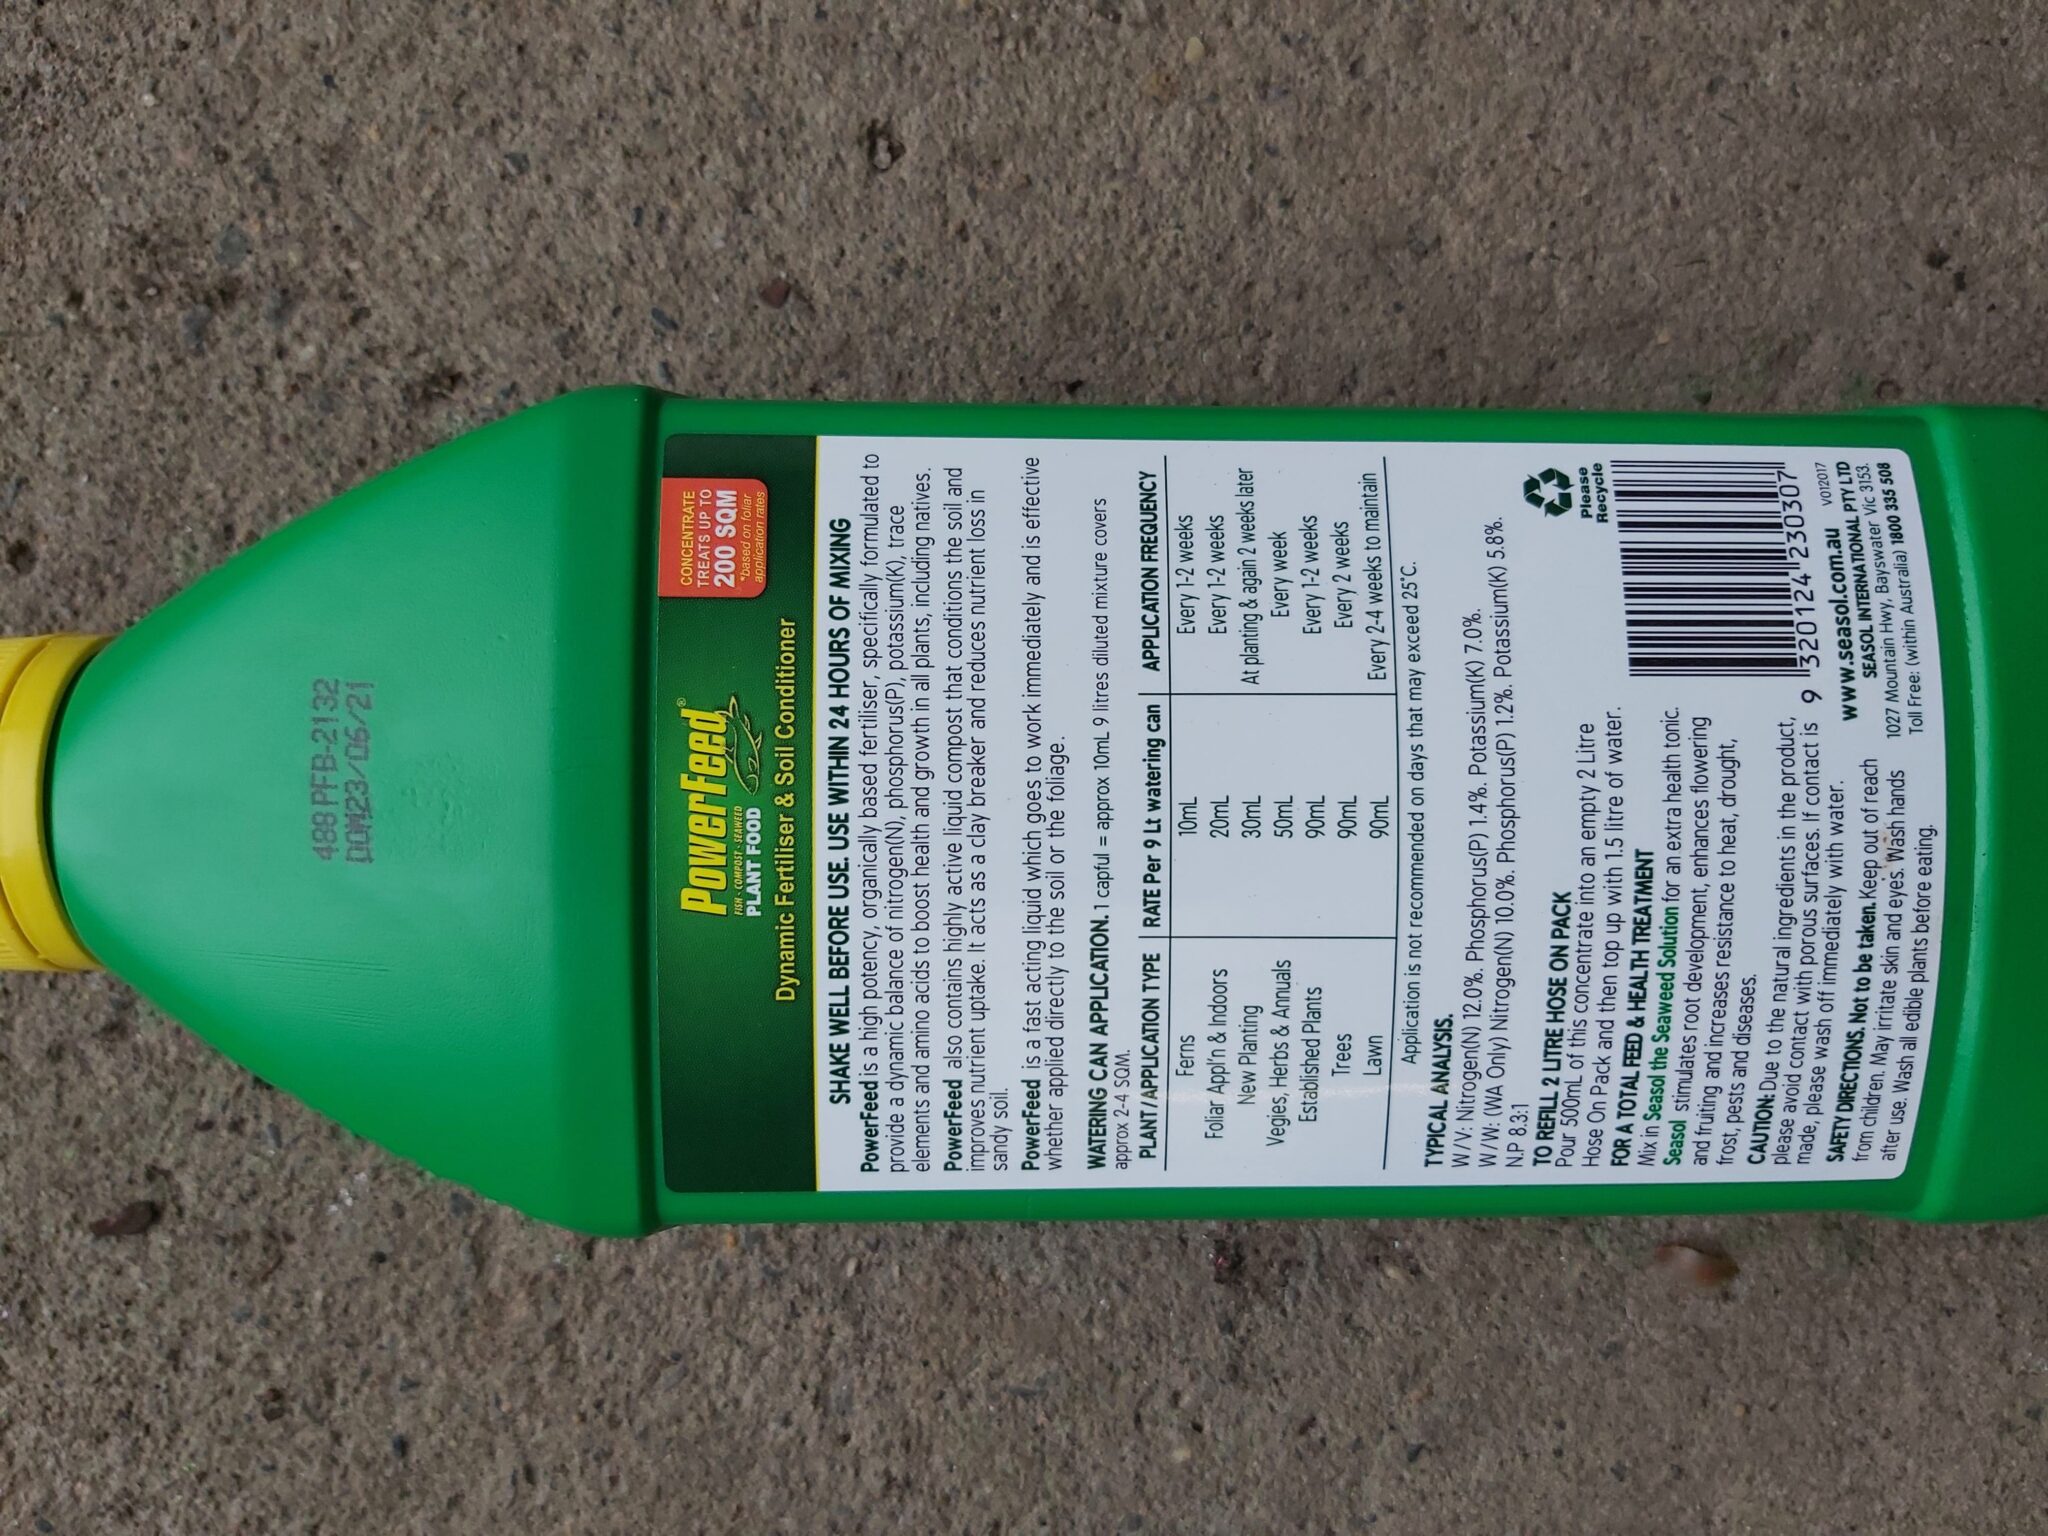 488 PFB-2132
DOM23/06/21
PowerFeed®
FISH - COMPOST - SEAWEED
PLANT FOOD
Dynamic Fertiliser & Soil Conditioner
CONCENTRATE
TREATS UP TO
200 SQM
*based on foliar
application rates
SHAKE WELL BEFORE USE. USE WITHIN 24 HOURS OF MIXING
PowerFeed is a high potency, organically based fertiliser, specifically formulated to
provide a dynamic balance of nitrogen(N), phosphorus(P), potassium(K), trace
elements and amino acids to boost health and growth in all plants, including natives.
PowerFeed also contains highly active liquid compost that conditions the soil and
improves nutrient uptake. It acts as a clay breaker and reduces nutrient loss in
sandy soil.
PowerFeed is a fast acting liquid which goes to work immediately and is effective
whether applied directly to the soil or the foliage.
WATERING CAN APPLICATION. 1 capful = approx 10mL 9 litres diluted mixture covers
approx 2-4 SQM.
PLANT/APPLICATION TYPE RATE Per 9 Lt watering can APPLICATION FREQUENCY
Ferns 10mL Every 1-2 weeks
Foliar Appl'n & Indoors 20mL Every 1-2 weeks
New Planting 30mL At planting & again 2 weeks later
Vegies, Herbs & Annuals 50mL Every week
Established Plants 90mL Every 1-2 weeks
Trees 90mL Every 2 weeks
Lawn 90mL Every 2-4 weeks to maintain
Application is not recommended on days that may exceed 25°C.
TYPICAL ANALYSIS.
W/V: Nitrogen(N) 12.0%. Phosphorus(P) 1.4%. Potassium(K) 7.0%.
W/W: (WA Only) Nitrogen(N) 10.0%. Phosphorus(P) 1.2%. Potassium(K) 5.8%.
N.P 8.3:1
TO REFILL 2 LITRE HOSE ON PACK
Pour 500mL of this concentrate into an empty 2 Litre
Hose On Pack and then top up with 1.5 litre of water.
FOR A TOTAL FEED & HEALTH TREATMENT
Mix in Seasol the Seaweed Solution for an extra health tonic.
Seasol stimulates root development, enhances flowering
and fruiting and increases resistance to heat, drought,
frost, pests and diseases.
CAUTION: Due to the natural ingredients in the product,
please avoid contact with porous surfaces. If contact is
made, please wash off immediately with water.
SAFETY DIRECTIONS. Not to be taken. Keep out of reach
from children. May irritate skin and eyes. Wash hands
after use. Wash all edible plants before eating.
Please
Recycle
9 320124 230307
www.seasol.com.au V012017
SEASOL INTERNATIONAL PTY LTD
1027 Mountain Hwy, Bayswater Vic 3153.
Toll Free: (within Australia) 1800 335 508